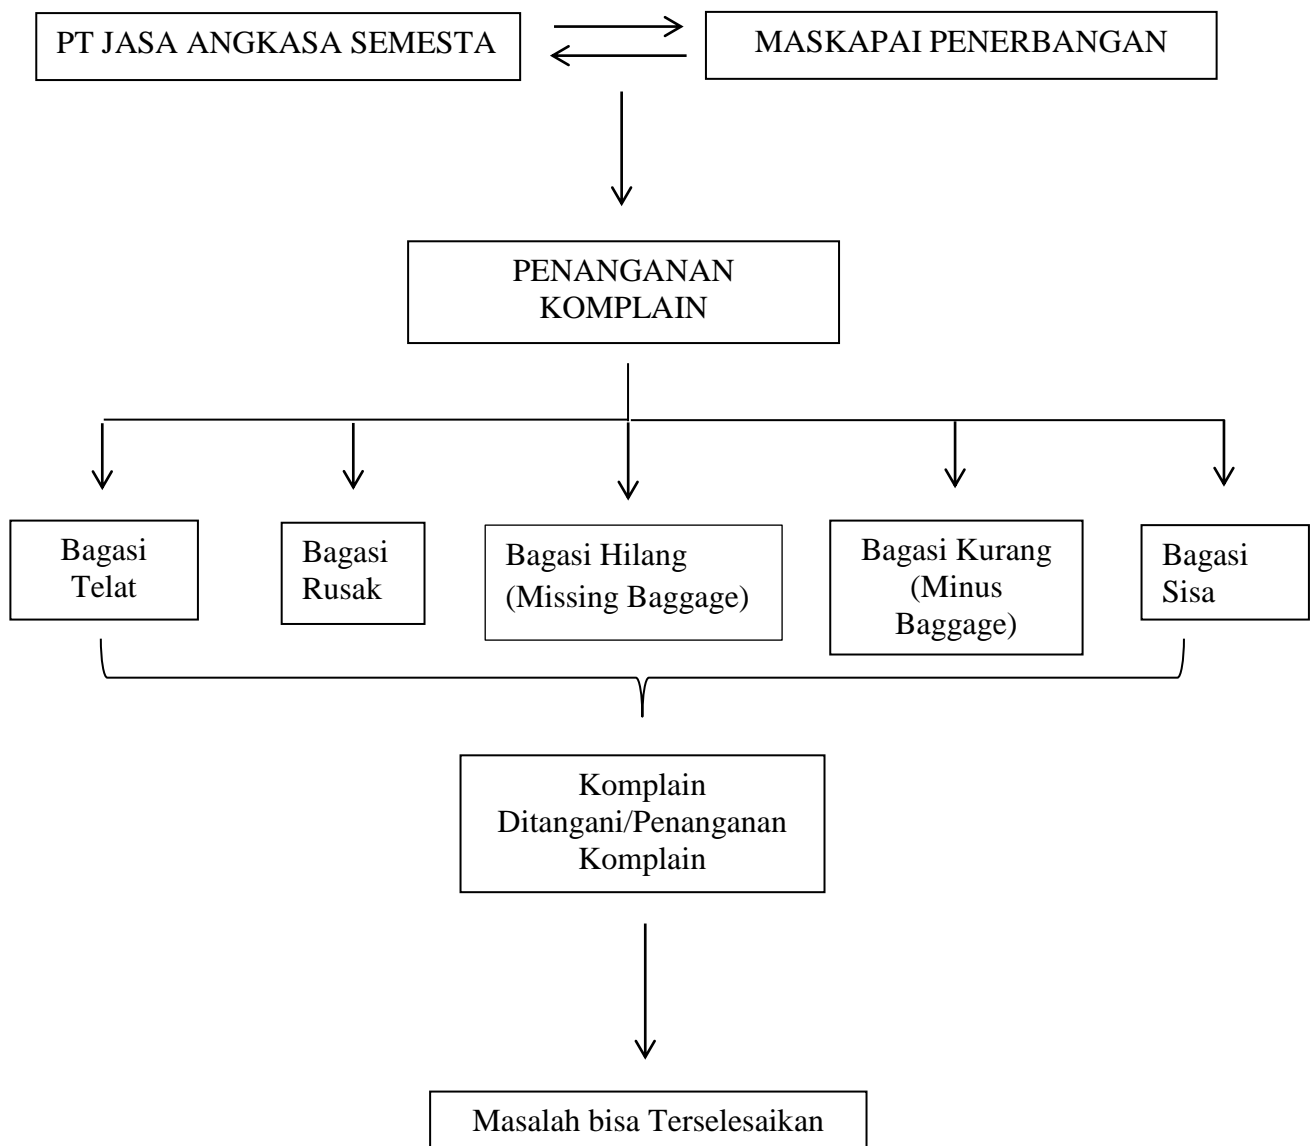 PT JASA ANGKASA SEMESTA
MASKAPAI PENERBANGAN
PENANGANAN
KOMPLAIN
Bagasi
Telat
Bagasi
Rusak
Bagasi Hilang
(Missing Baggage)
Bagasi Kurang
(Minus
Baggage)
Bagasi
Sisa
Komplain
Ditangani/Penanganan
Komplain
Masalah bisa Terselesaikan